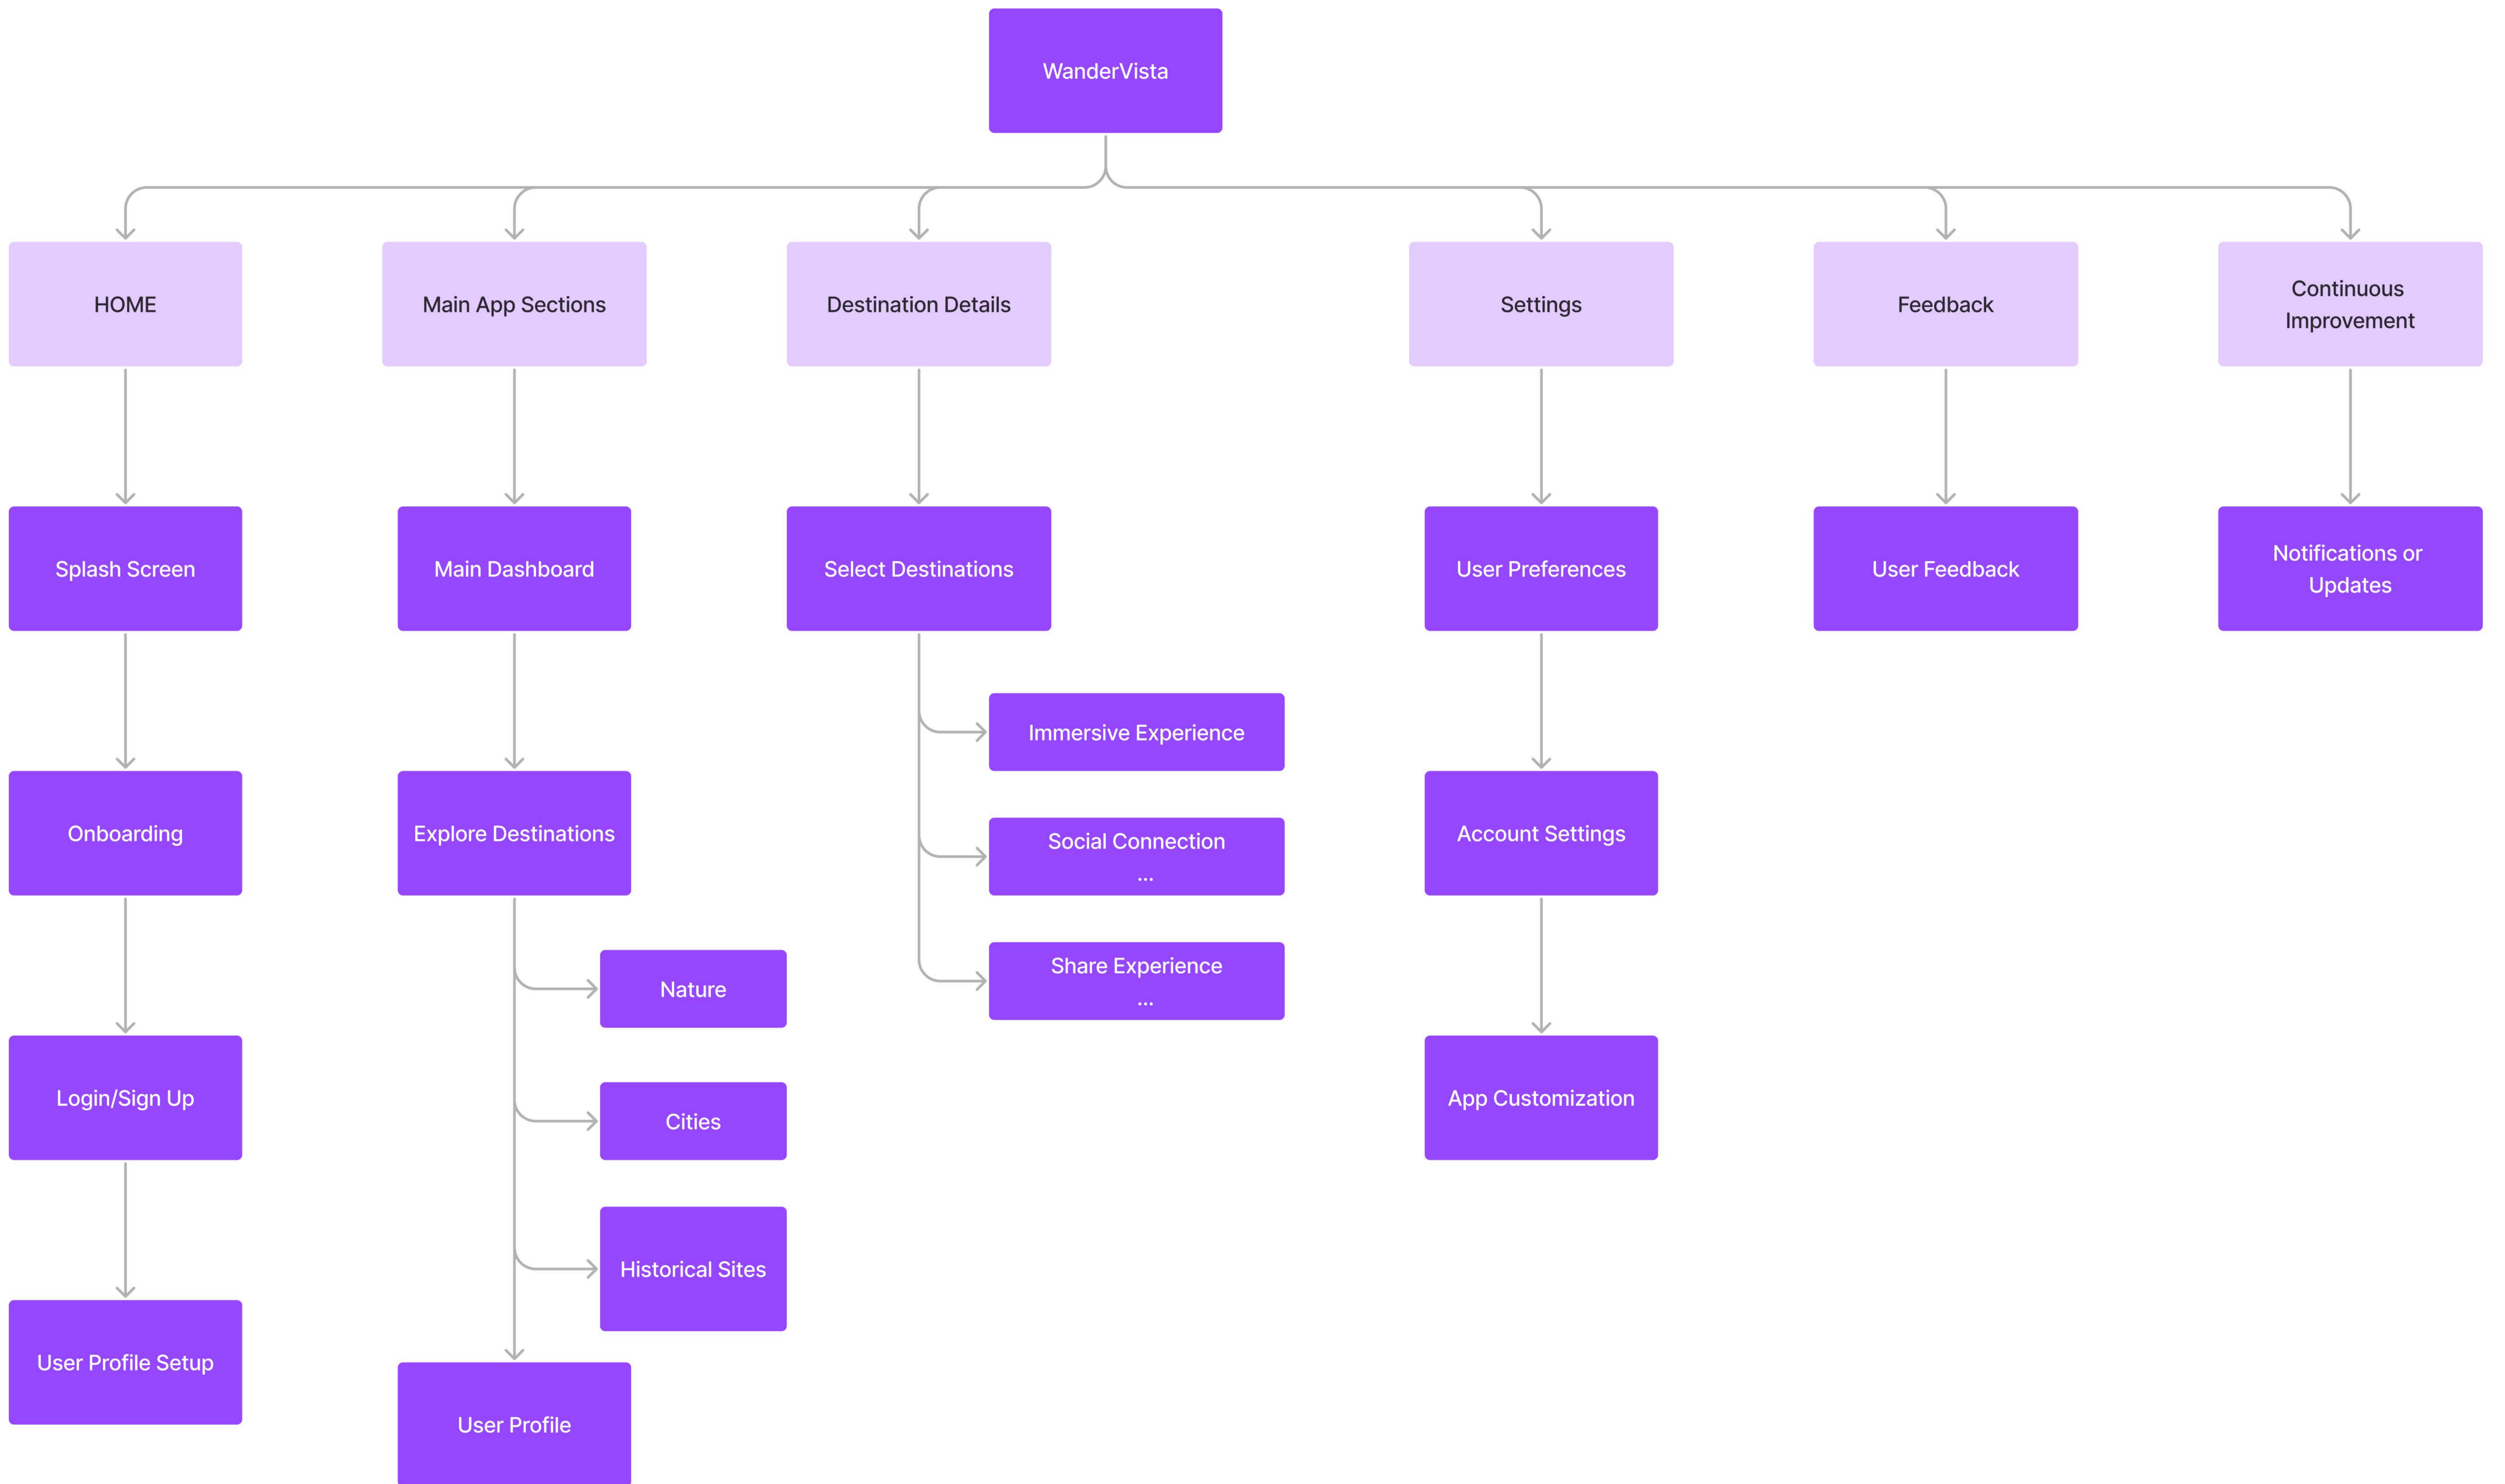 WanderVista
HOME
Main App Sections
Destination Details
Settings
Feedback
Continuous
Improvement
Splash Screen
Main Dashboard
Select Destinations
User Preferences
User Feedback
Notifications or
Updates
Immersive Experience
Onboarding
Explore Destinations
Social Connection
...
Account Settings
Share Experience
...
Nature
Login/Sign Up
Cities
App Customization
Historical Sites
User Profile Setup
User Profile